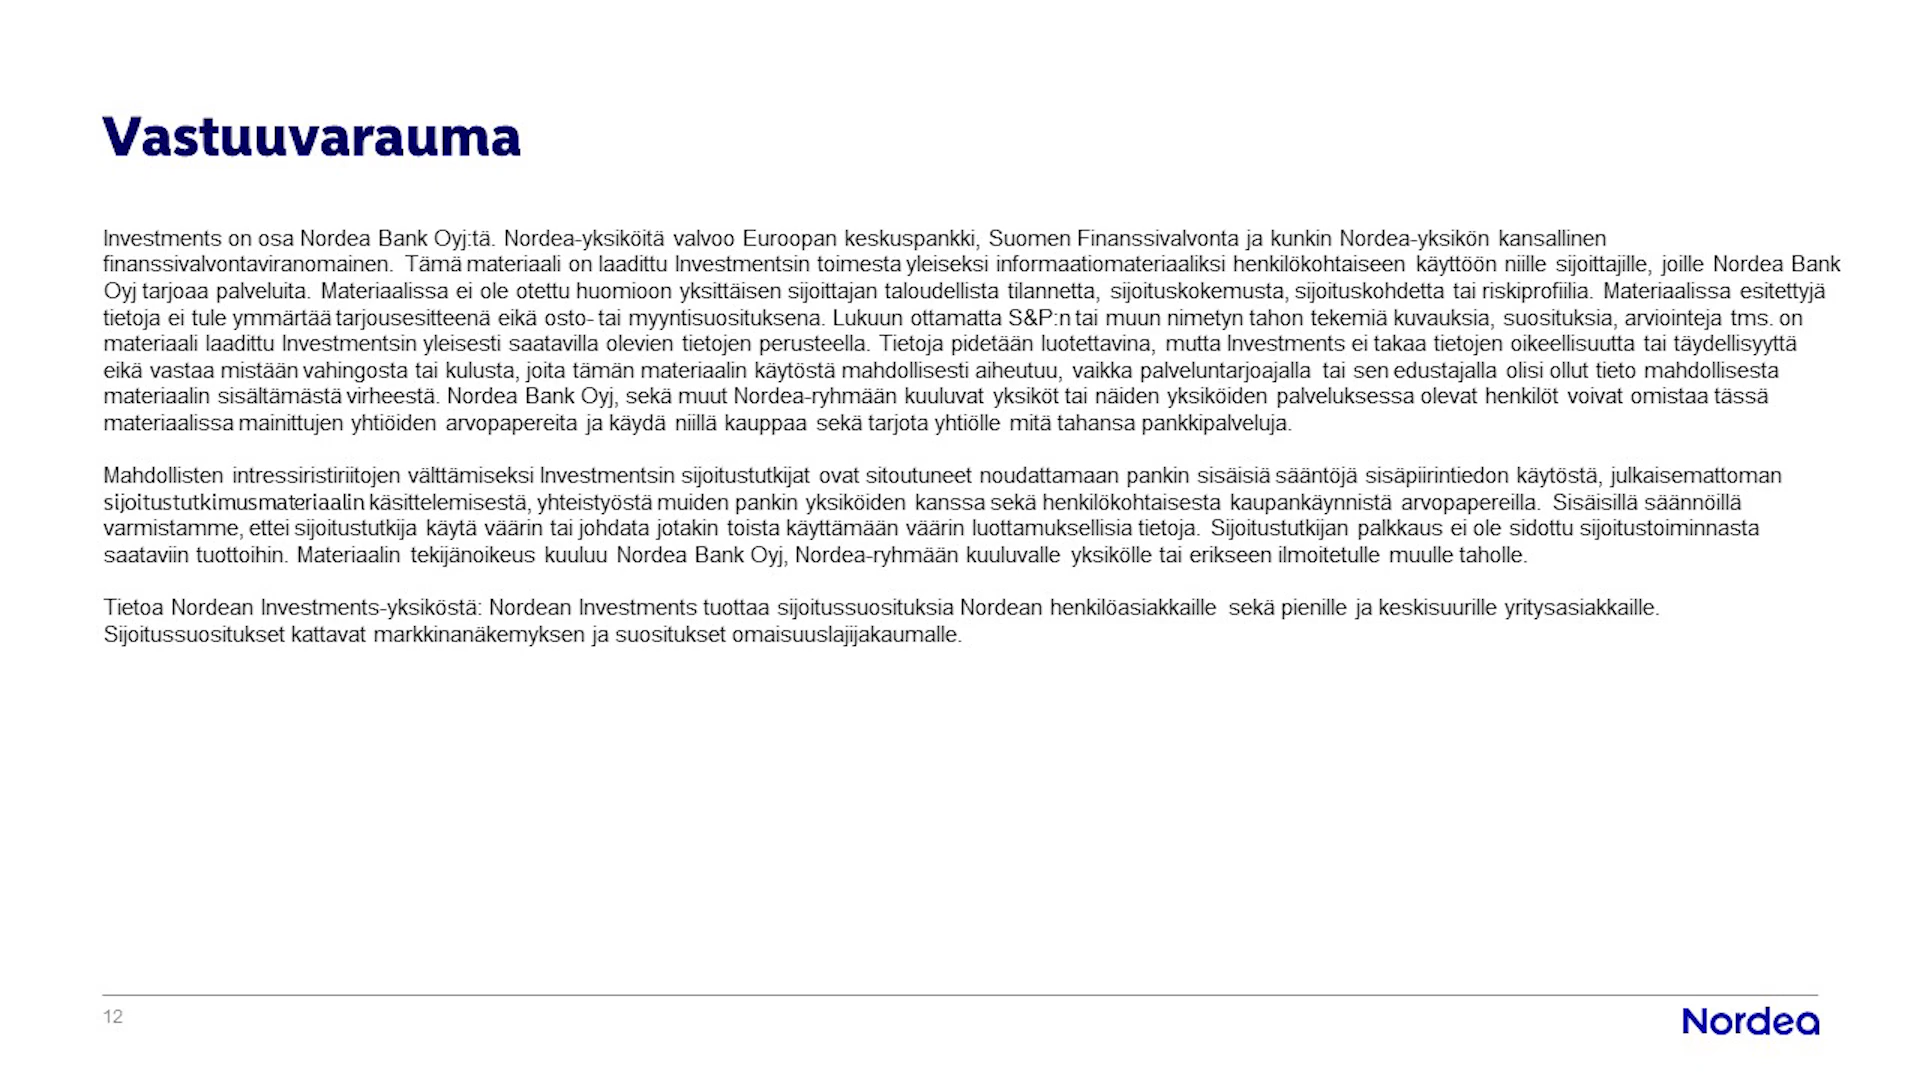 Vastuuvarauma
Investments on osa Nordea Bank Oyj:tä. Nordea-yksiköitä valvoo Euroopan keskuspankki, Suomen Finanssivalvonta ja kunkin Nordea-yksikön kansallinen
finanssivalvontaviranomainen. Tämä materiaali on laadittu Investmentsin toimesta yleiseksi informaatiomateriaaliksi henkilökohtaiseen käyttöön niille sijoittajille, joille Nordea Bank
Oyj tarjoaa palveluita. Materiaalissa ei ole otettu huomioon yksittäisen sijoittajan taloudellista tilannetta, sijoituskokemusta, sijoituskohdetta tai riskiprofiilia. Materiaalissa esitettyjä
tietoja ei tule ymmärtää tarjousesitteenä eikä osto- tai myyntisuosituksena. Lukuun ottamatta S&P:n tai muun nimetyn tahon tekemiä kuvauksia, suosituksia, arviointeja tms. on
materiaali laadittu Investmentsin yleisesti saatavilla olevien tietojen perusteella. Tietoja pidetään luotettavina, mutta Investments ei takaa tietojen oikeellisuutta tai täydellisyyttä
eikä vastaa mistään vahingosta tai kulusta, joita tämän materiaalin käytöstä mahdollisesti aiheutuu, vaikka palveluntarjoajalla tai sen edustajalla olisi ollut tieto mahdollisesta
materiaalin sisältämästä virheestä. Nordea Bank Oyj, sekä muut Nordea-ryhmään kuuluvat yksiköt tai näiden yksiköiden palveluksessa olevat henkilöt voivat omistaa tässä
materiaalissa mainittujen yhtiöiden arvopapereita ja käydä niillä kauppaa sekä tarjota yhtiölle mitä tahansa pankkipalveluja.
Mahdollisten intressiristiriitojen välttämiseksi Investmentsin sijoitustutkijat ovat sitoutuneet noudattamaan pankin sisäisiä sääntöjä sisäpiirintiedon käytöstä, julkaisemattoman
sijoitustutkimusmateriaalin käsittelemisestä, yhteistyöstä muiden pankin yksiköiden kanssa sekä henkilökohtaisesta kaupankäynnistä arvopapereilla. Sisäisillä säännöillä
varmistamme, ettei sijoitustutkija käytä väärin tai johdata jotakin toista käyttämään väärin luottamuksellisia tietoja. Sijoitustutkijan palkkaus ei ole sidottu sijoitustoiminnasta
saataviin tuottoihin. Materiaalin tekijänoikeus kuuluu Nordea Bank Oyj, Nordea-ryhmään kuuluvalle yksikölle tai erikseen ilmoitetulle muulle taholle.
Tietoa Nordean Investments-yksiköstä: Nordean Investments tuottaa sijoitussuosituksia Nordean henkilöasiakkaille sekä pienille ja keskisuurille yritysasiakkaille.
Sijoitussuositukset kattavat markkinanäkemyksen ja suositukset omaisuuslajijakaumalle.
12
Nordea